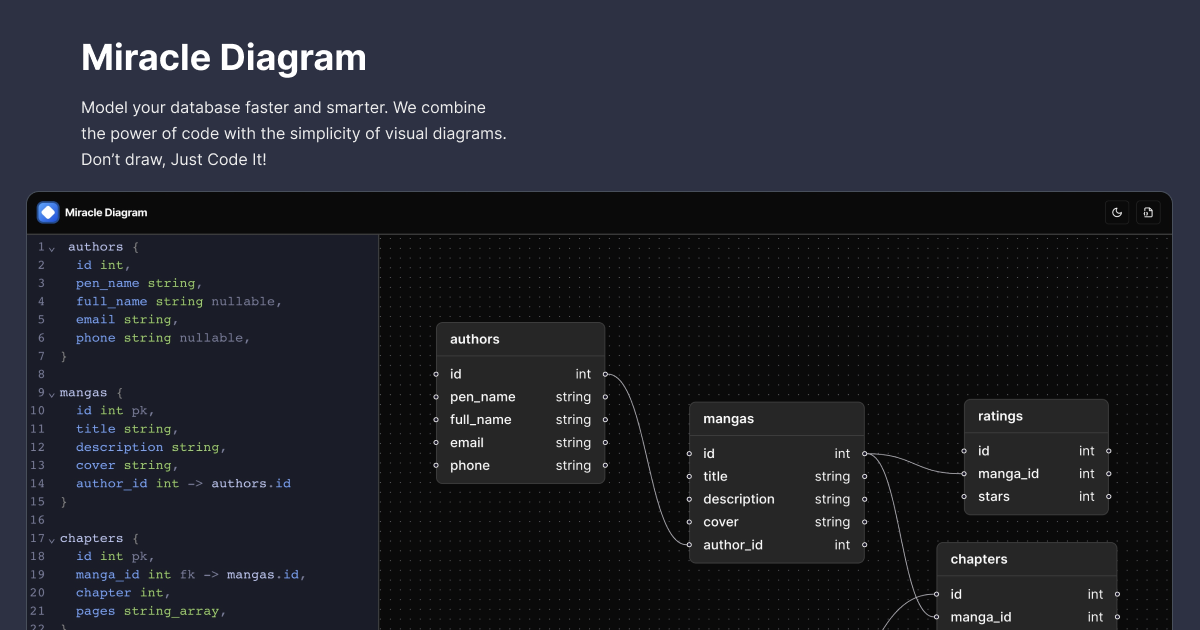 Miracle Diagram
Model your database faster and smarter. We combine
the power of code with the simplicity of visual diagrams.
Don’t draw, Just Code It!
Miracle Diagram
1 authors {
2 id int,
3 pen_name string,
4 full_name string nullable,
5 email string,
6 phone string nullable,
7 }
8
9 mangas {
10 id int pk,
11 title string,
12 description string,
13 cover string,
14 author_id int -> authors.id
15 }
16
17 chapters {
18 id int pk,
19 manga_id int fk -> mangas.id,
20 chapter int,
21 pages string_array,
22 }
authors
id int
pen_name string
full_name string
email string
phone string
mangas
id int
title string
description string
cover string
author_id int
ratings
id int
manga_id int
stars int
chapters
id int
manga_id int